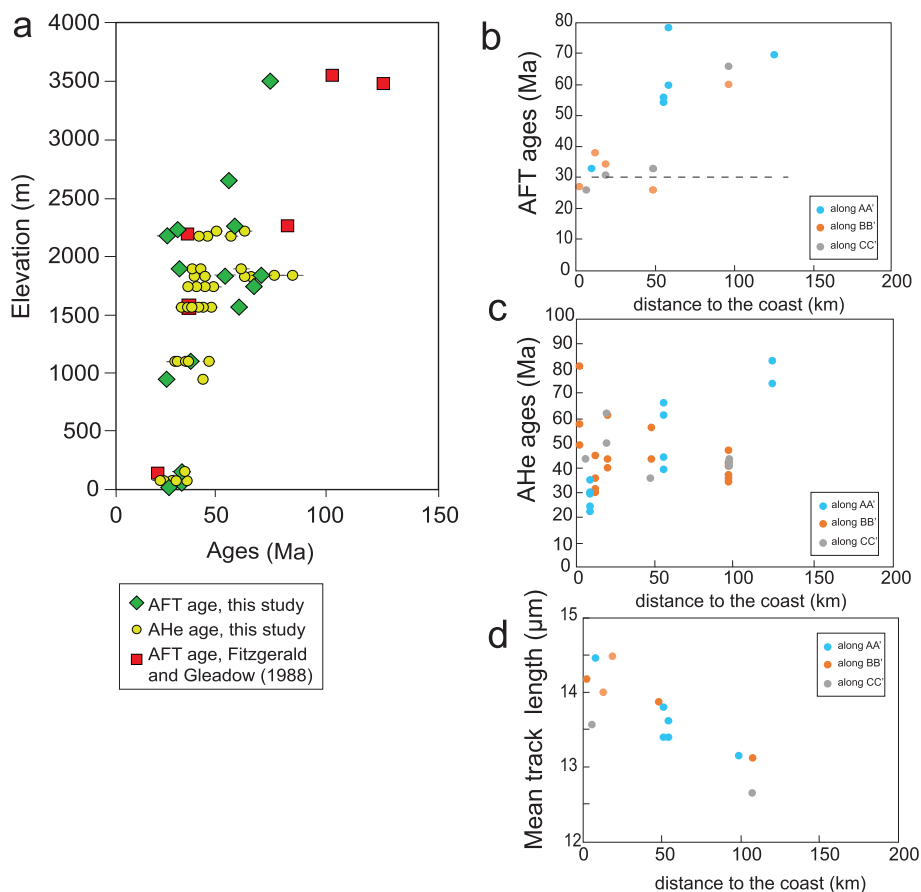 a
4000
3500
3000
2500
2000
1500
1000
500
0
Elevation (m)
0
50
100
150
Ages (Ma)
AFT age, this study
AHe age, this study
AFT age, Fitzgerald
and Gleadow (1988)
b
80
70
60
50
40
30
20
10
0
AFT ages (Ma)
along AA'
along BB'
along CC'
0
50
100
150
200
distance to the coast (km)
c
100
90
80
70
60
50
40
30
20
10
0
AHe ages (Ma)
along AA'
along BB'
along CC'
0
50
100
150
200
distance to the coast (km)
d
15
14
13
12
Mean track length (µm)
along AA'
along BB'
along CC'
0
50
100
150
200
distance to the coast (km)